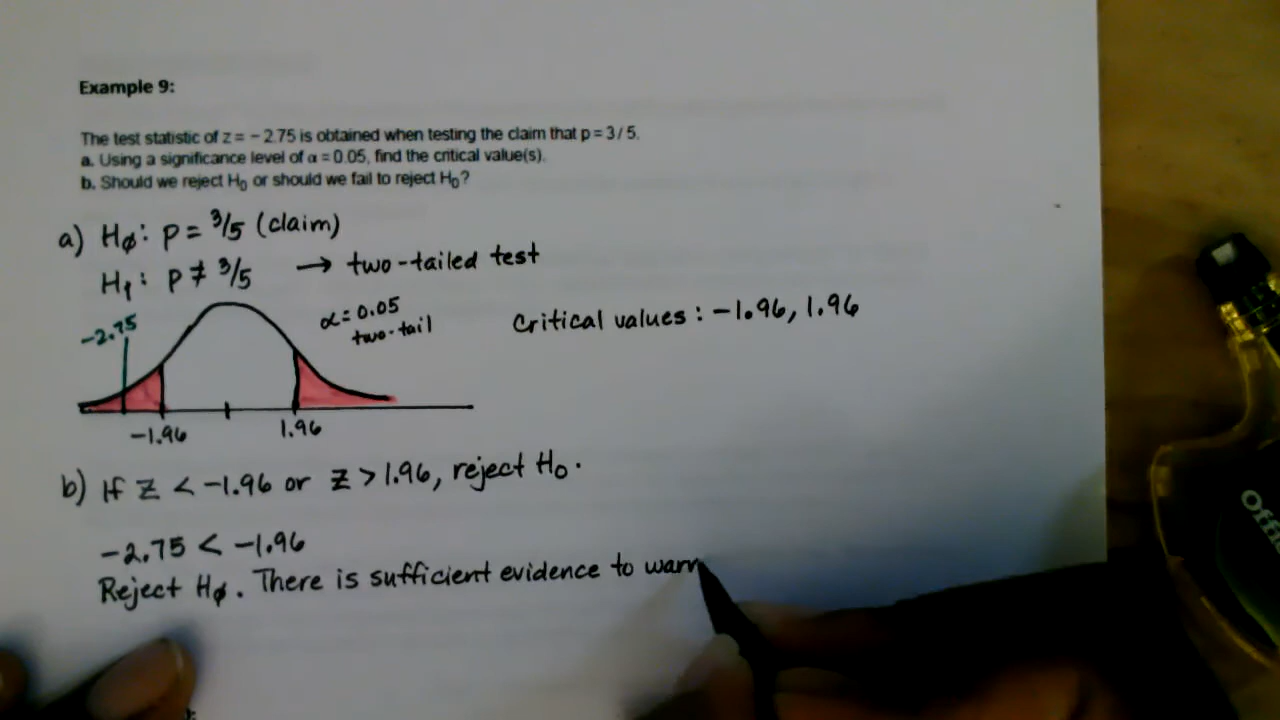 Example 9:
The test statistic of z = − 2.75 is obtained when testing the claim that p = 3 / 5.
a. Using a significance level of α = 0.05, find the critical value(s).
b. Should we reject H₀ or should we fail to reject H₀?
a) H₀: p = 3/5 (claim)
H₁: p ≠ 3/5 → two-tailed test
-2.75
α = 0.05
two-tail
Critical values: -1.96, 1.96
-1.96 1.96
b) If z < -1.96 or z > 1.96, reject H₀.
-2.75 < -1.96
Reject H₀. There is sufficient evidence to warr